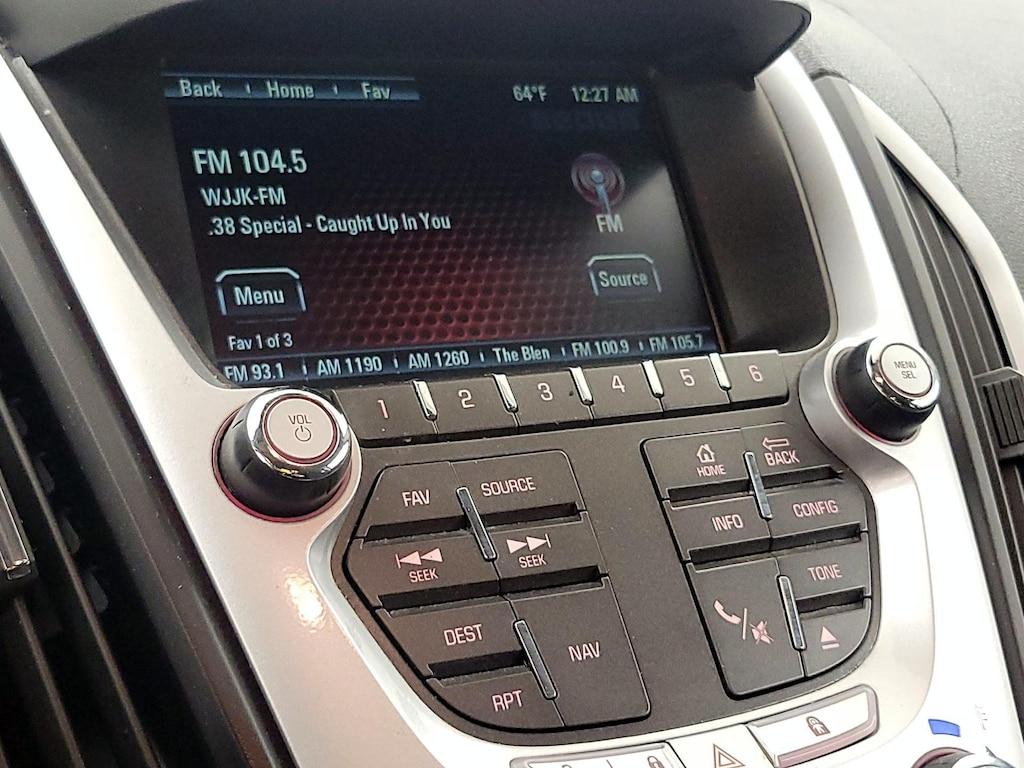 Back Home Fav 64°F 12:27 AM
FM 104.5
WJJK-FM
.38 Special - Caught Up In You
FM
Menu
Source
Fav 1 of 3
FM 93.1 AM 1190 AM 1260 The Blen FM 100.9 FM 105.7
1 2 3 4 5 6
VOL
MENU
SEL
FAV SOURCE
SEEK SEEK
DEST NAV
RPT
HOME BACK
INFO CONFIG
TONE